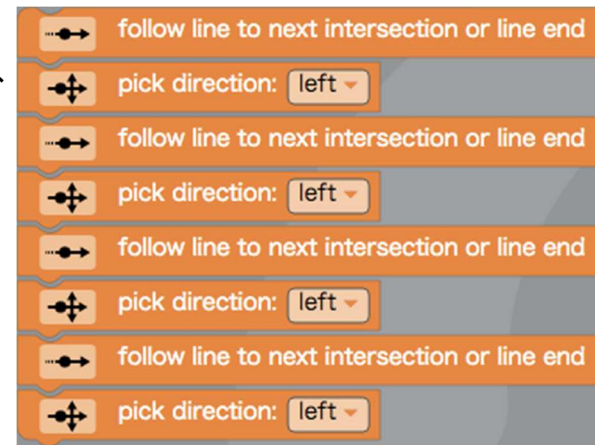 follow line to next intersection or line end
pick direction: left
follow line to next intersection or line end
pick direction: left
follow line to next intersection or line end
pick direction: left
follow line to next intersection or line end
pick direction: left